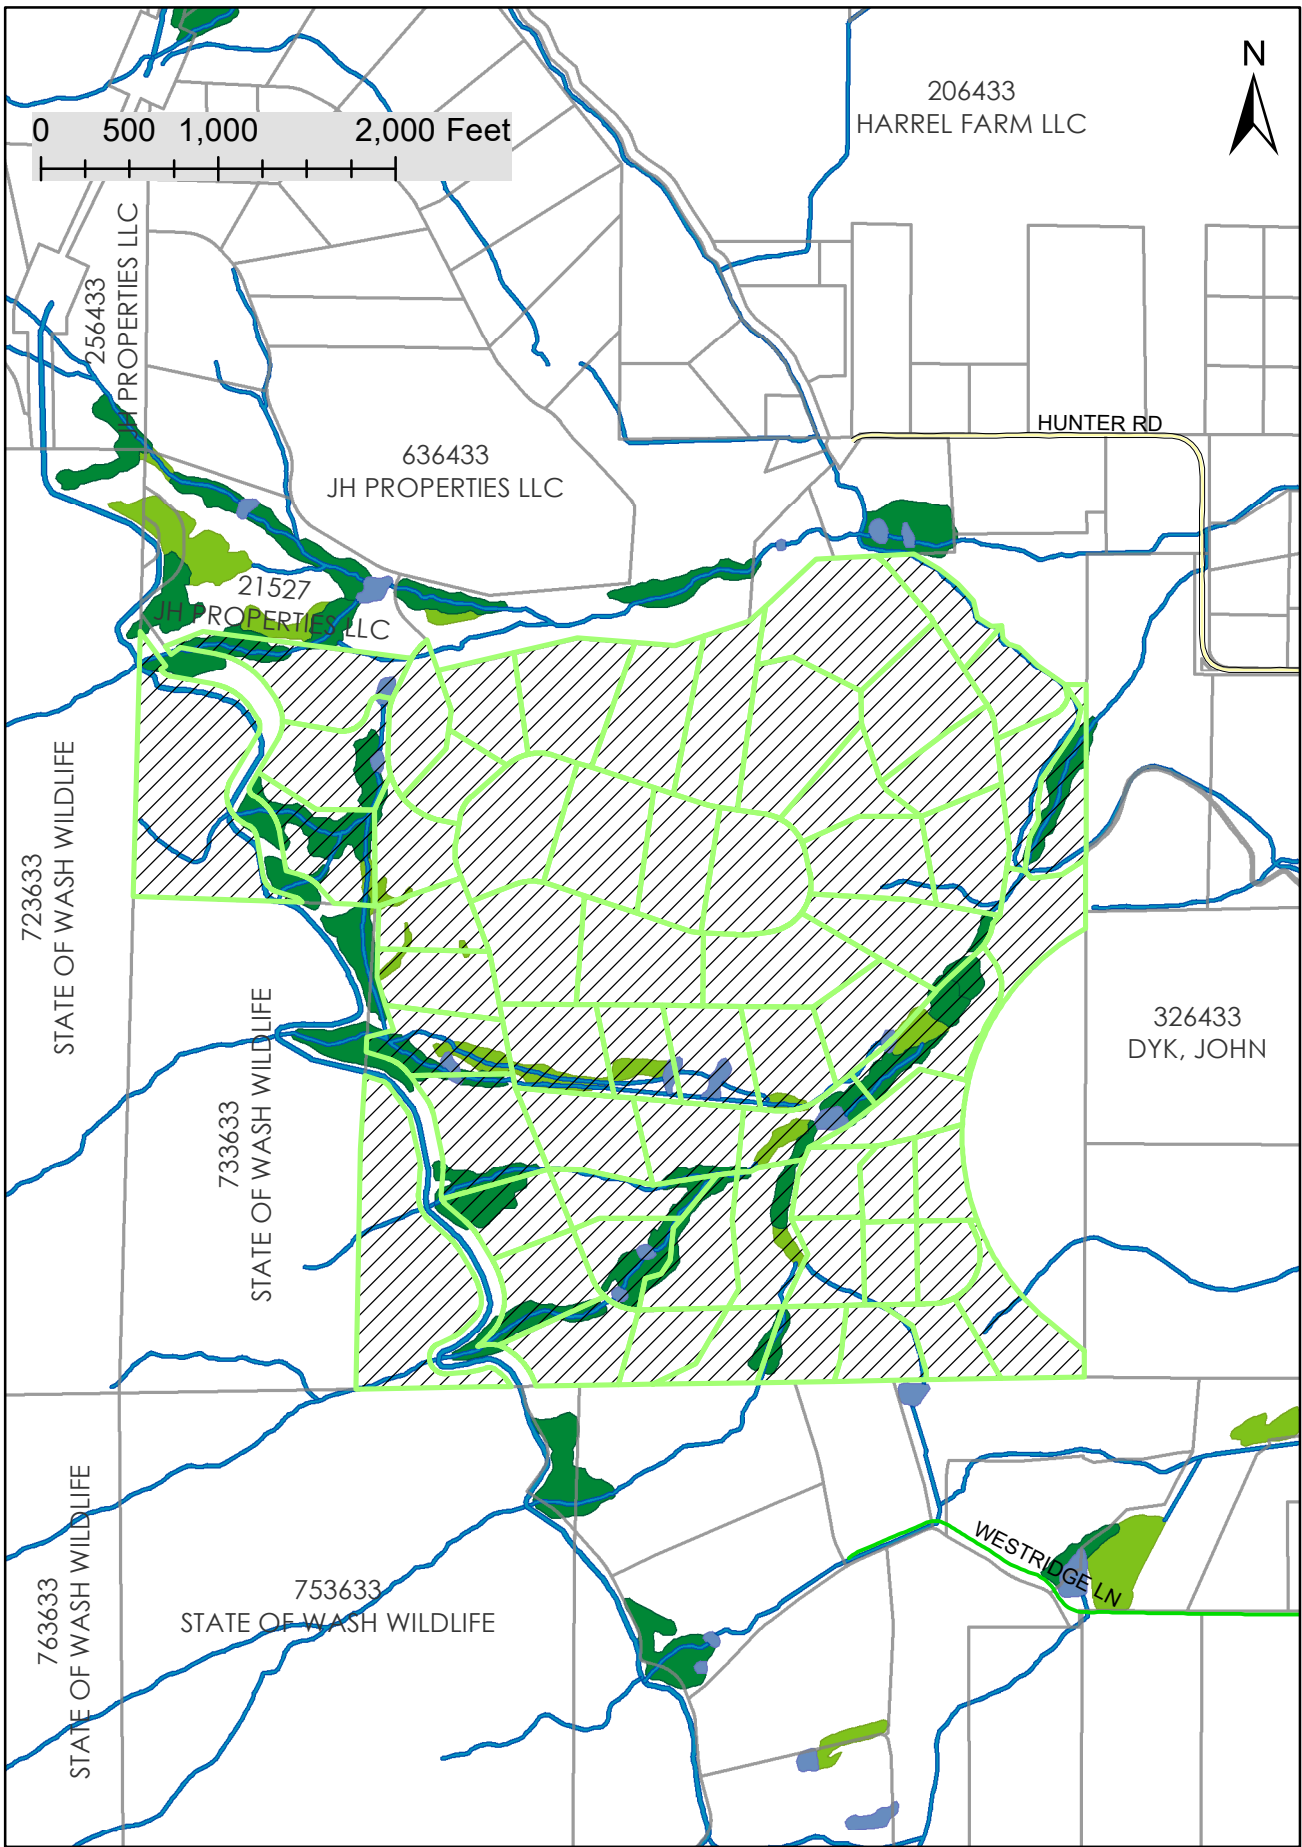 N
206433
HARREL FARM LLC
0 500 1,000 2,000 Feet
256433
JH PROPERTIES LLC
HUNTER RD
636433
JH PROPERTIES LLC
21527
JH PROPERTIES LLC
723633
STATE OF WASH WILDLIFE
733633
STATE OF WASH WILDLIFE
326433
DYK, JOHN
763633
STATE OF WASH WILDLIFE
753633
STATE OF WASH WILDLIFE
WESTRIDGE LN